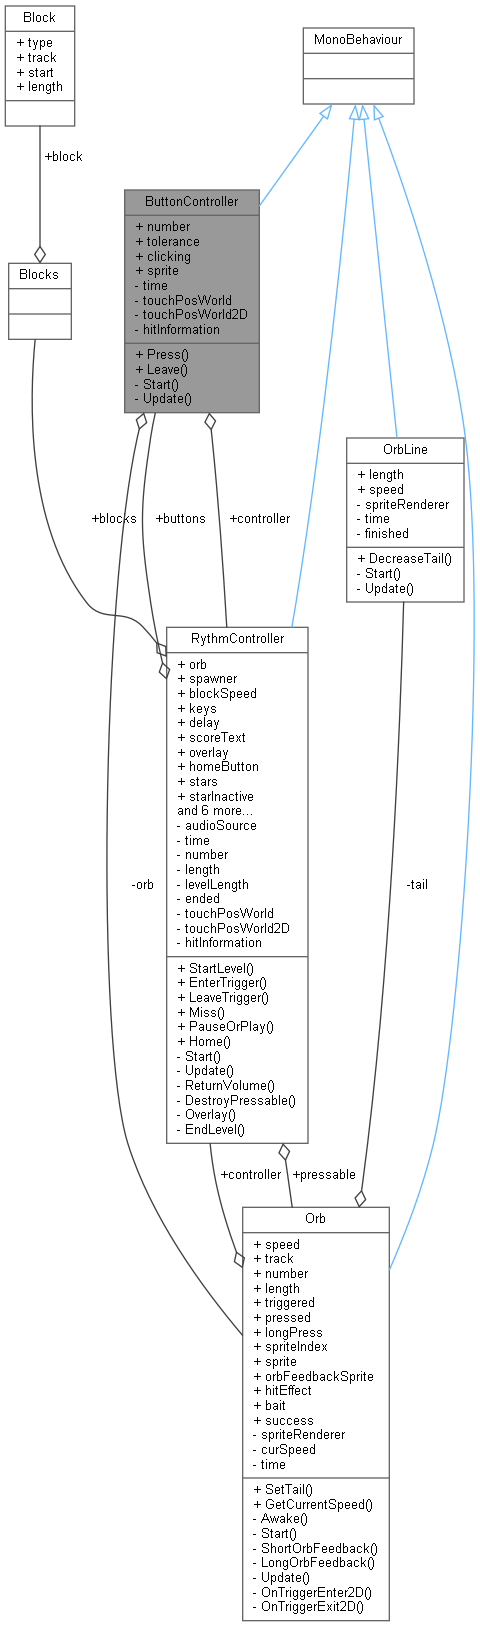 Block
+ type
+ track
+ start
+ length
MonoBehaviour
+block
ButtonController
+ number
+ tolerance
+ clicking
+ sprite
- time
- touchPosWorld
- touchPosWorld2D
- hitInformation
+ Press()
+ Leave()
- Start()
- Update()
Blocks
OrbLine
+ length
+ speed
- spriteRenderer
- time
- finished
+ DecreaseTail()
- Start()
- Update()
+blocks
+buttons
+controller
RythmController
+ orb
+ spawner
+ blockSpeed
+ keys
+ delay
+ scoreText
+ overlay
+ homeButton
+ stars
+ starInactive
and 6 more...
- audioSource
- time
- number
- length
- levelLength
- ended
- touchPosWorld
- touchPosWorld2D
- hitInformation
+ StartLevel()
+ EnterTrigger()
+ LeaveTrigger()
+ Miss()
+ PauseOrPlay()
+ Home()
- Start()
- Update()
- ReturnVolume()
- DestroyPressable()
- Overlay()
- EndLevel()
-orb
-tail
+controller
+pressable
Orb
+ speed
+ track
+ number
+ length
+ triggered
+ pressed
+ longPress
+ spriteIndex
+ sprite
+ orbFeedbackSprite
+ hitEffect
+ bait
+ success
- spriteRenderer
- curSpeed
- time
+ SetTail()
+ GetCurrentSpeed()
- Awake()
- Start()
- ShortOrbFeedback()
- LongOrbFeedback()
- Update()
- OnTriggerEnter2D()
- OnTriggerExit2D()